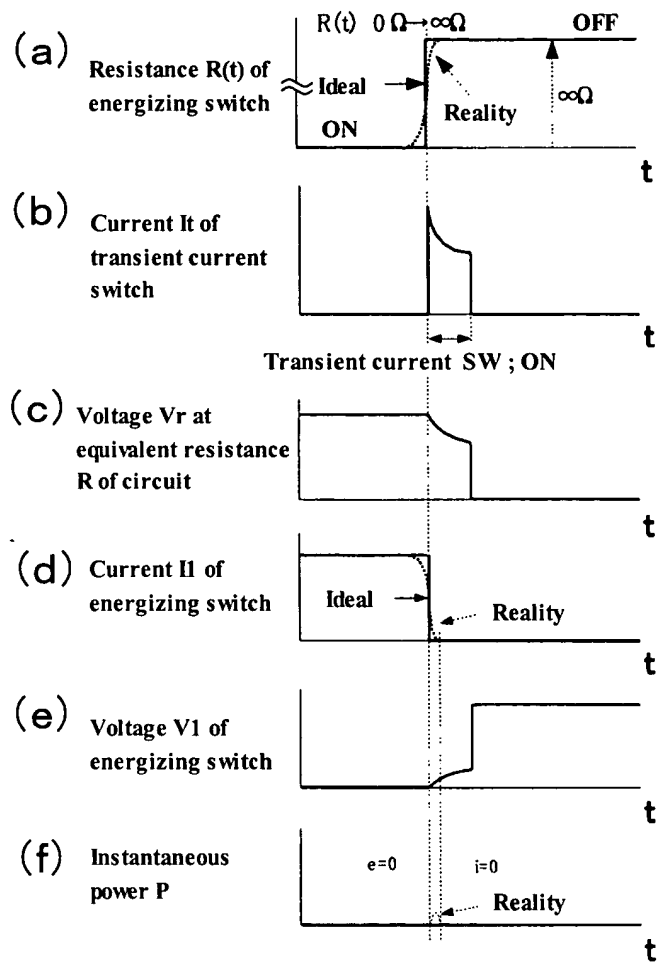 R(t) 0Ω→∞Ω
OFF
(a)
Resistance R(t) of
energizing switch
Ideal
Reality
∞Ω
ON
t
(b)
Current It of
transient current
switch
t
Transient current SW ; ON
(c)
Voltage Vr at
equivalent resistance
R of circuit
t
(d)
Current I1 of
energizing switch
Ideal
Reality
t
(e)
Voltage V1 of
energizing switch
t
(f)
Instantaneous
power P
e=0
i=0
Reality
t